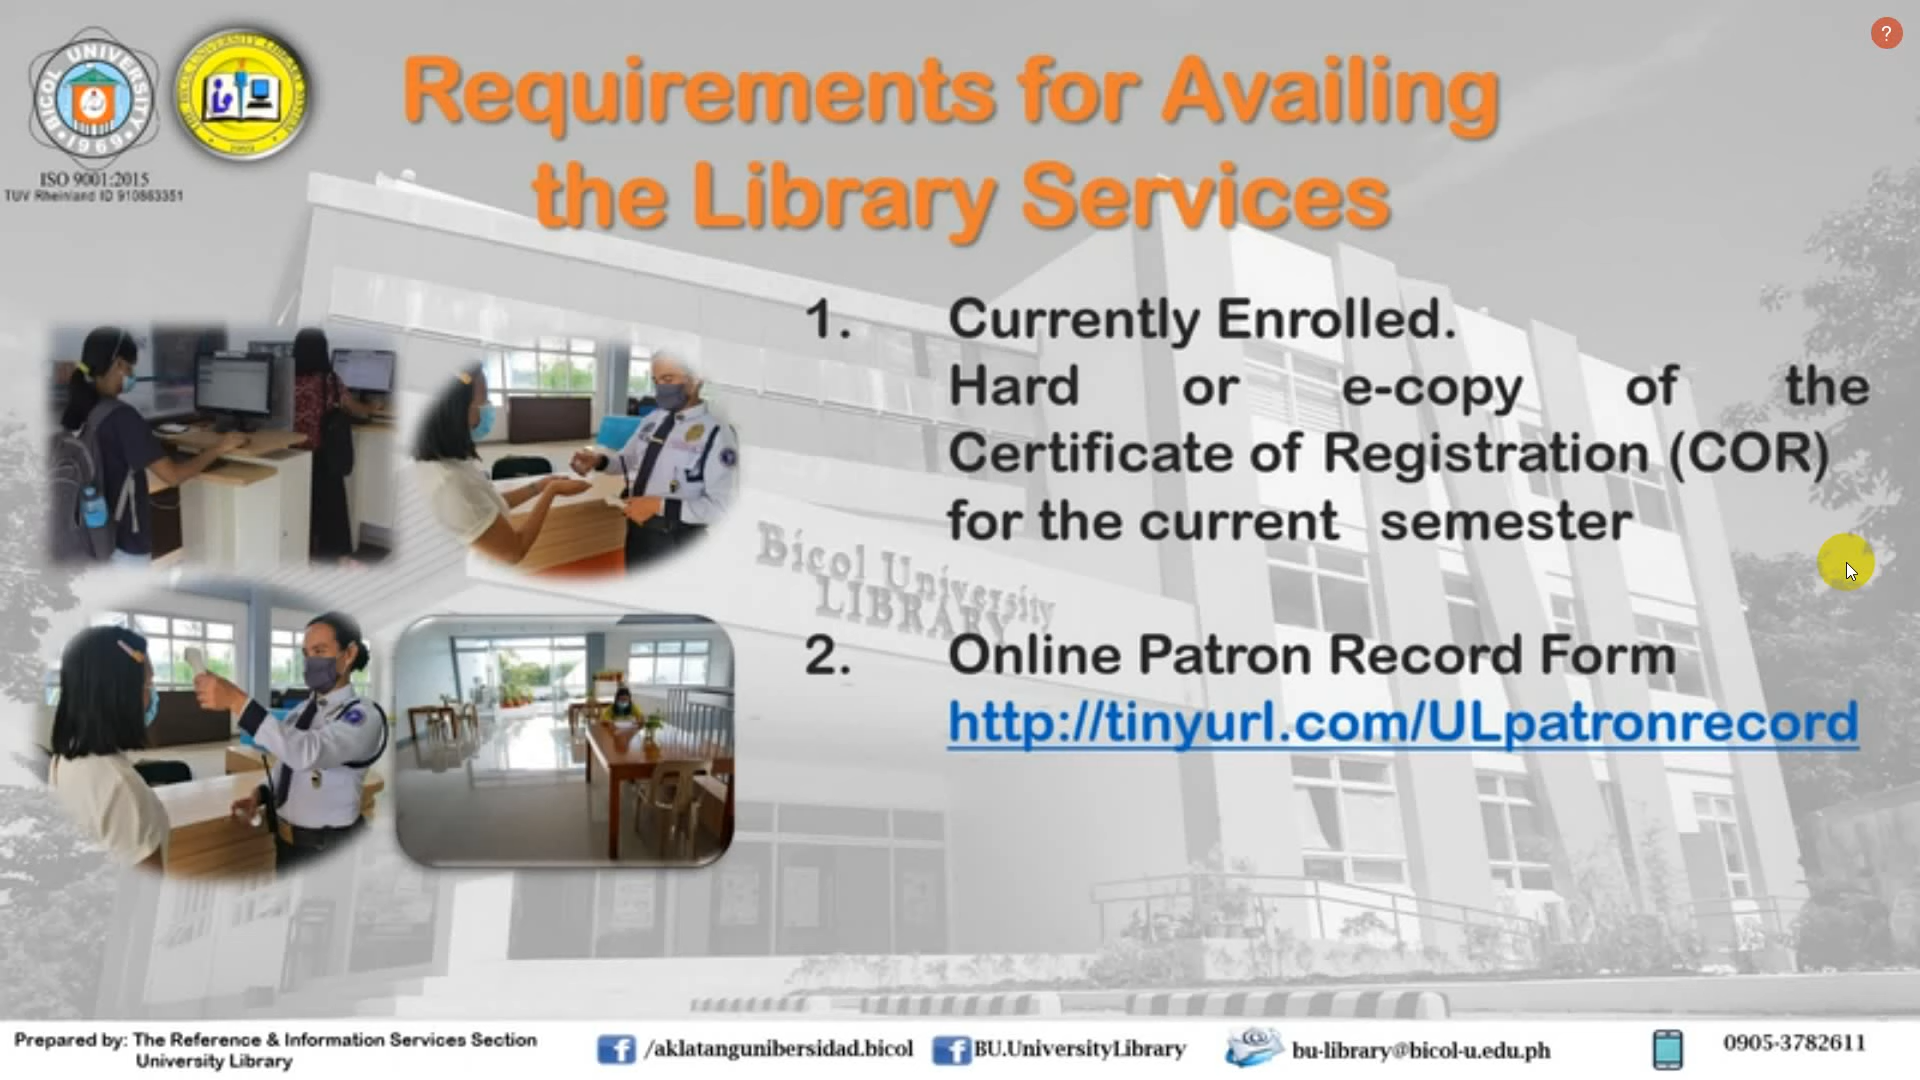 BICOL UNIVERSITY
1969
ISO 9001:2015
TUV Rheinland ID 910863351
Requirements for Availing
the Library Services
?
1. Currently Enrolled.
Hard or e-copy of the
Certificate of Registration (COR)
for the current semester
Bicol University
LIBRARY
2. Online Patron Record Form
http://tinyurl.com/ULpatronrecord
Prepared by: The Reference & Information Services Section
University Library
/aklatangunibersidad.bicol
BU.UniversityLibrary
bu-library@bicol-u.edu.ph
0905-3782611